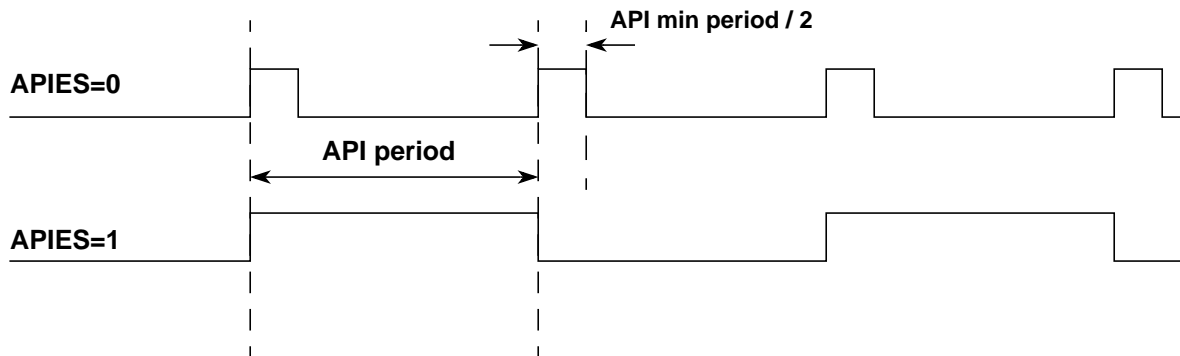 API min period / 2
APIES=0
API period
APIES=1